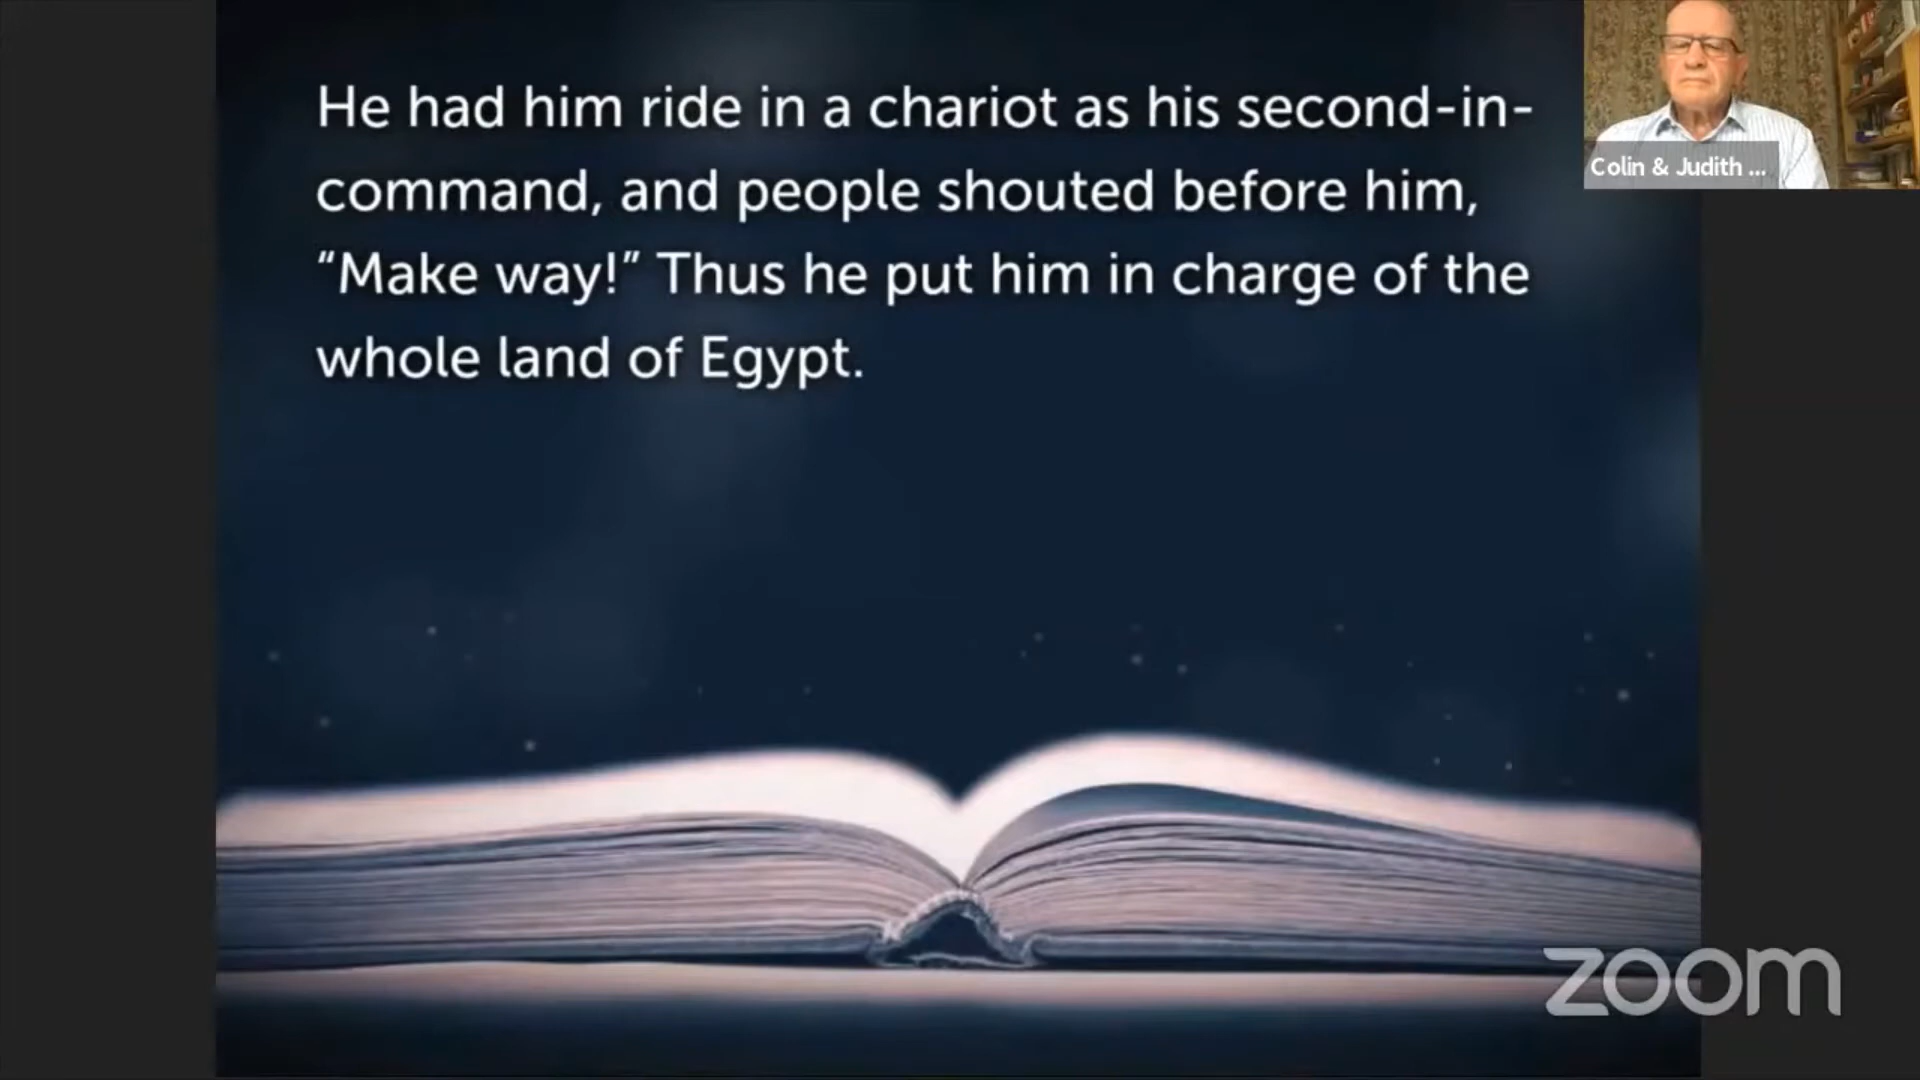 He had him ride in a chariot as his second-in-
command, and people shouted before him,
“Make way!” Thus he put him in charge of the
whole land of Egypt.
Colin & Judith ...
zoom